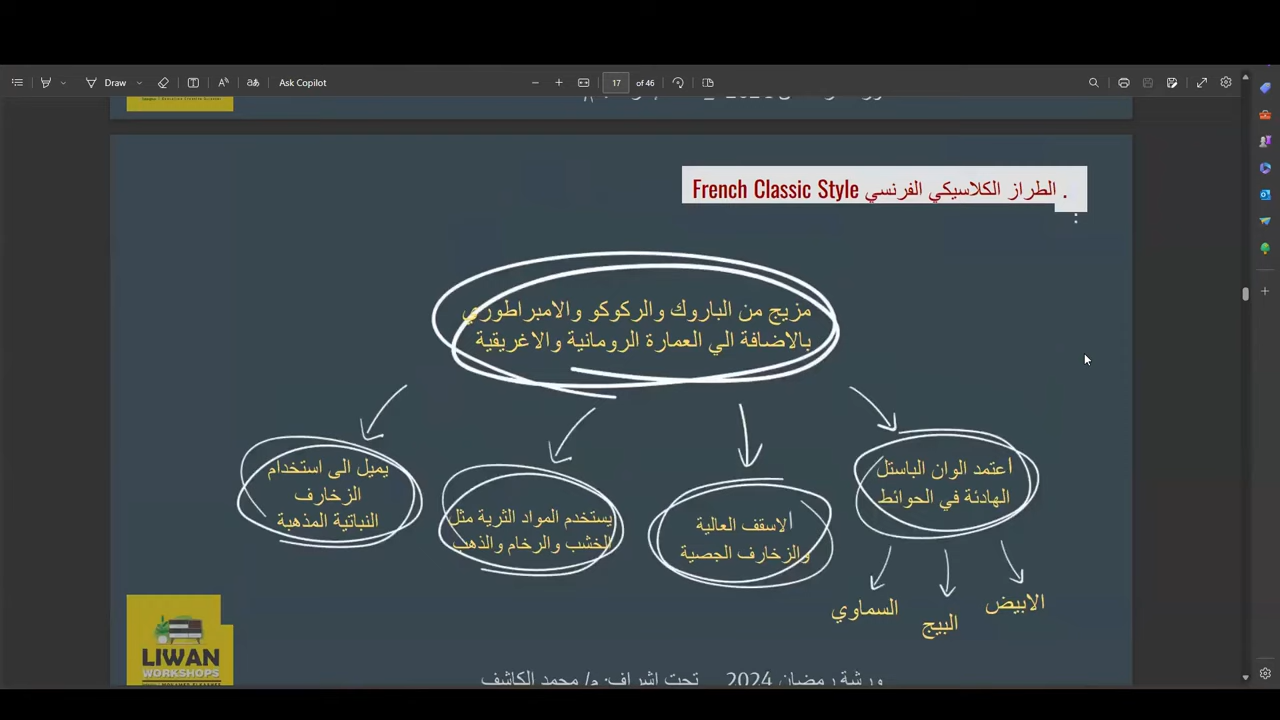 Draw
Ask Copilot
17 of 46
. الطراز الكلاسيكي الفرنسي French Classic Style
:
مزيج من الباروك والركوكو والامبراطوري
بالاضافة الي العمارة الرومانية والاغريقية
أعتمد الوان الباستل
الهادئة في الحوائط
لاسقف العالية
والزخارف الجصية
يستخدم المواد الثرية مثل
الخشب والرخام والذهب
يميل الى استخدام
الزخارف
النباتية المذهبة
الابيض
البيج
السماوي
LIWAN
WORKSHOPS
ورشة رمضان 2024 تحت اشراف: م/ محمد الكاشف